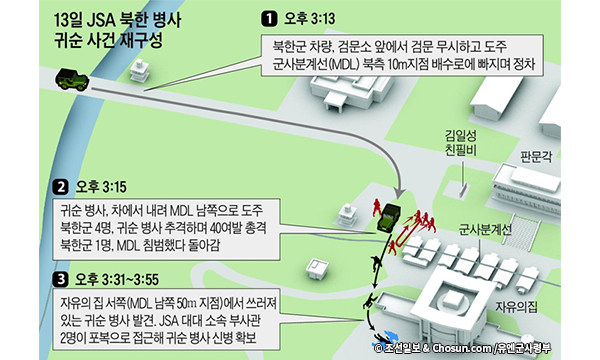 13일 JSA 북한 병사
귀순 사건 재구성
1 오후 3:13
북한군 차량, 검문소 앞에서 검문 무시하고 도주
군사분계선(MDL) 북측 10m지점 배수로에 빠지며 정차
김일성
친필비
판문각
2 오후 3:15
귀순 병사, 차에서 내려 MDL 남쪽으로 도주
북한군 4명, 귀순 병사 추격하며 40여발 총격
북한군 1명, MDL 침범했다 돌아감
군사분계선
3 오후 3:31~3:55
자유의 집 서쪽(MDL 남쪽 50m 지점)에서 쓰러져
있는 귀순 병사 발견. JSA 대대 소속 부사관
2명이 포복으로 접근해 귀순 병사 신병 확보
자유의집
© 조선일보 & Chosun.com /유엔군사령부